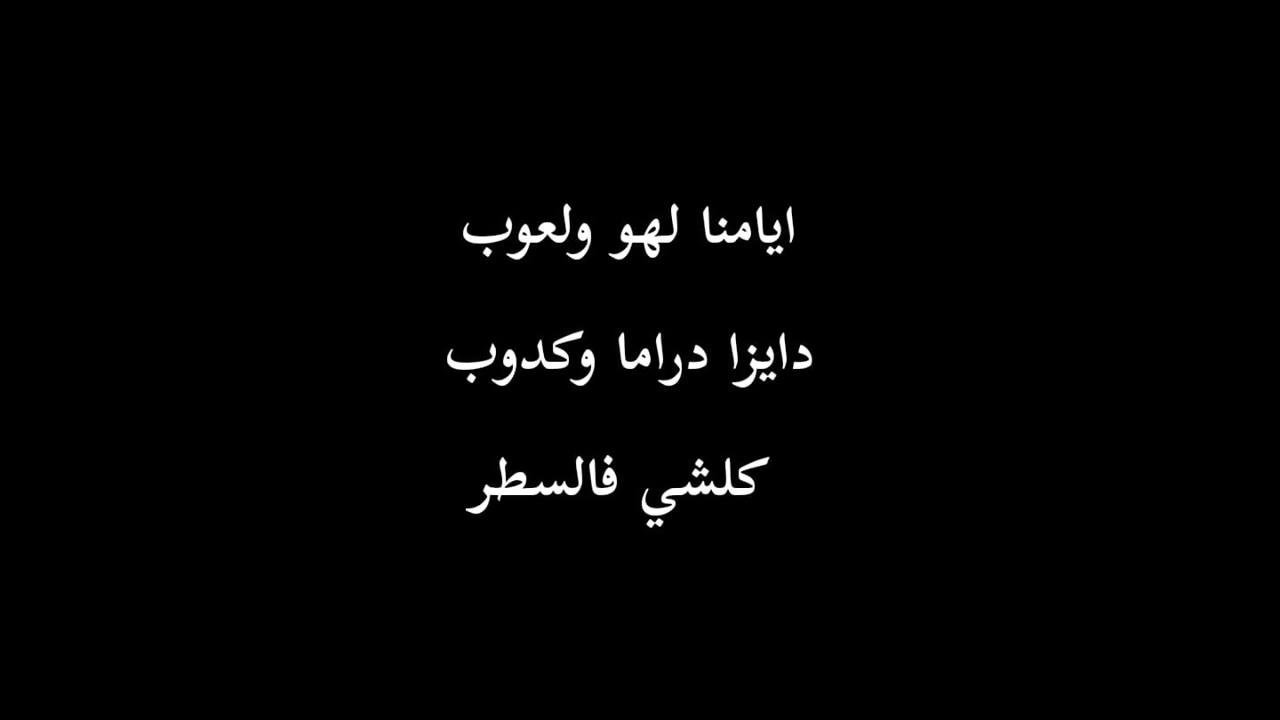 ايامنا لهو ولعوب
دايزا دراما وكدوب
كلشي فالسطر